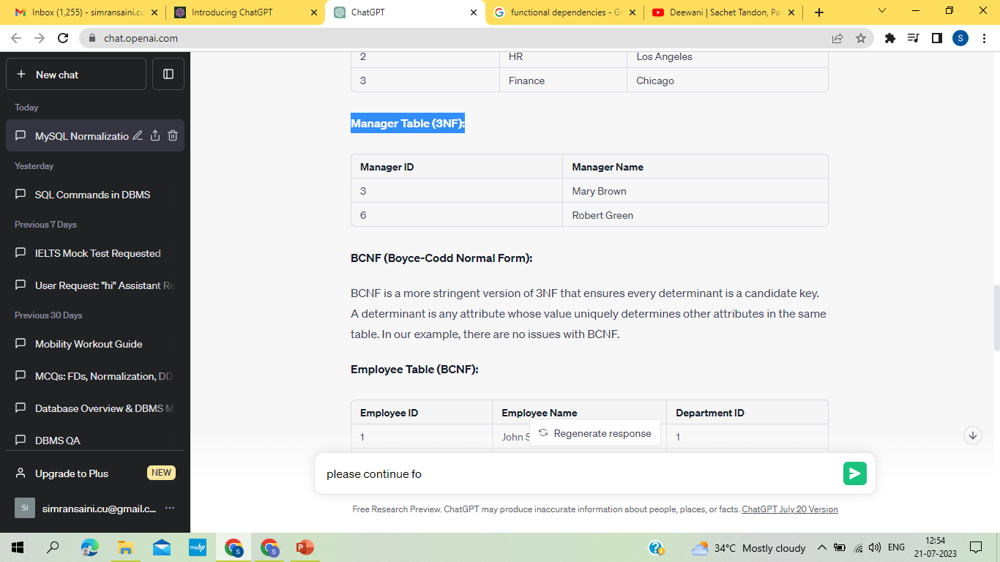 Inbox (1,255) - simransaini.cu
Introducing ChatGPT
ChatGPT
functional dependencies - Go
Deewani | Sachet Tandon, Pa
chat.openai.com
S
New chat
Today
MySQL Normalizatio
Yesterday
SQL Commands in DBMS
Previous 7 Days
IELTS Mock Test Requested
User Request: "hi" Assistant Re
Previous 30 Days
Mobility Workout Guide
MCQs: FDs, Normalization, DD
Database Overview & DBMS M
DBMS QA
Upgrade to Plus NEW
SI simransaini.cu@gmail.c...
2 HR Los Angeles
3 Finance Chicago
Manager Table (3NF):
Manager ID Manager Name
3 Mary Brown
6 Robert Green
BCNF (Boyce-Codd Normal Form):
BCNF is a more stringent version of 3NF that ensures every determinant is a candidate key.
A determinant is any attribute whose value uniquely determines other attributes in the same
table. In our example, there are no issues with BCNF.
Employee Table (BCNF):
Employee ID Employee Name Department ID
1 John S 1
Regenerate response
please continue fo
Free Research Preview. ChatGPT may produce inaccurate information about people, places, or facts. ChatGPT July 20 Version
myhp
S
S
P
34°C Mostly cloudy
ENG
12:54
21-07-2023